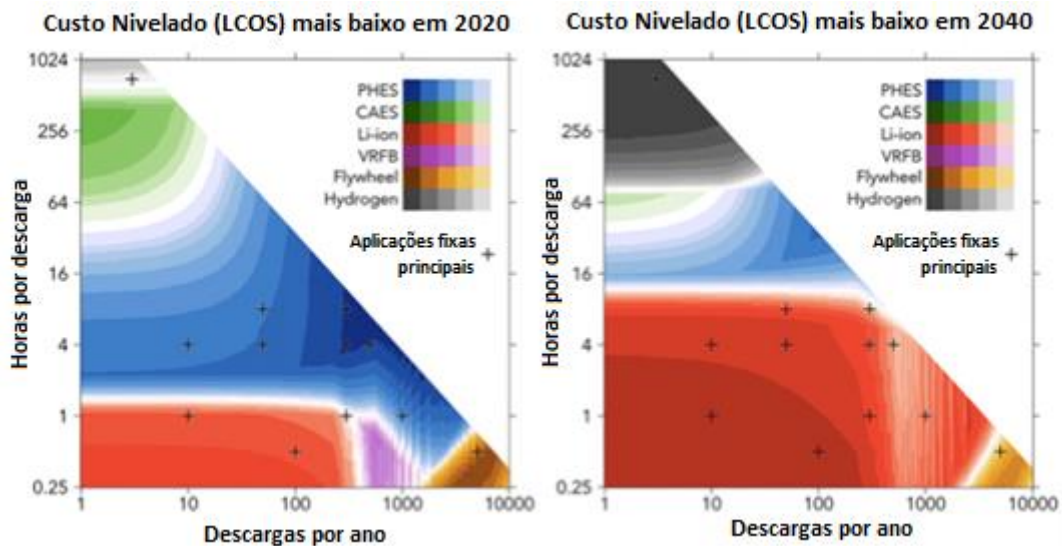 Custo Nivelado (LCOS) mais baixo em 2020
1024
256
64
16
4
1
0.25
Horas por descarga
PHES
CAES
Li-ion
VRFB
Flywheel
Hydrogen
Aplicações fixas
principais
1
10
100
1000
10000
Descargas por ano
Custo Nivelado (LCOS) mais baixo em 2040
1024
256
64
16
4
1
0.25
Horas por descarga
PHES
CAES
Li-ion
VRFB
Flywheel
Hydrogen
Aplicações fixas
principais
1
10
100
1000
10000
Descargas por ano